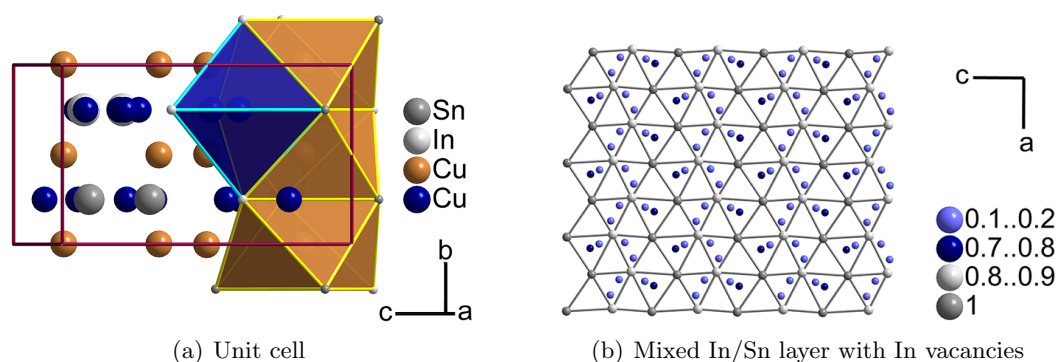 Sn
In
Cu
Cu
b
c
a
c
a
0.1..0.2
0.7..0.8
0.8..0.9
1
(a) Unit cell
(b) Mixed In/Sn layer with In vacancies